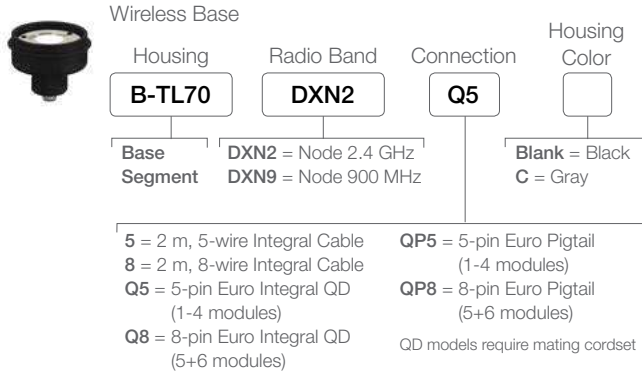 Wireless Base
Housing
Radio Band
Connection
Housing
Color
B-TL70
DXN2
Q5
Base
Segment
DXN2 = Node 2.4 GHz
DXN9 = Node 900 MHz
Blank = Black
C = Gray
5 = 2 m, 5-wire Integral Cable
8 = 2 m, 8-wire Integral Cable
Q5 = 5-pin Euro Integral QD
(1-4 modules)
Q8 = 8-pin Euro Integral QD
(5+6 modules)
QP5 = 5-pin Euro Pigtail
(1-4 modules)
QP8 = 8-pin Euro Pigtail
(5+6 modules)
QD models require mating cordset